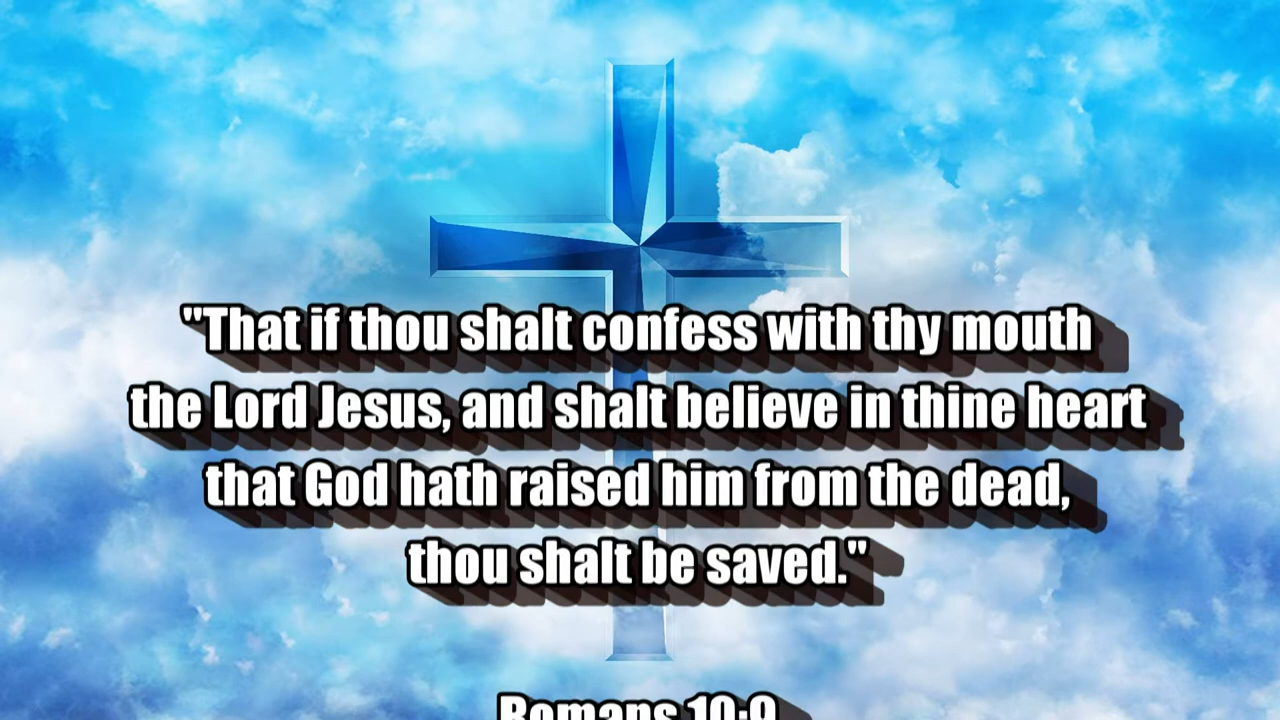 "That if thou shalt confess with thy mouth
the Lord Jesus, and shalt believe in thine heart
that God hath raised him from the dead,
thou shalt be saved."
Romans 10:9